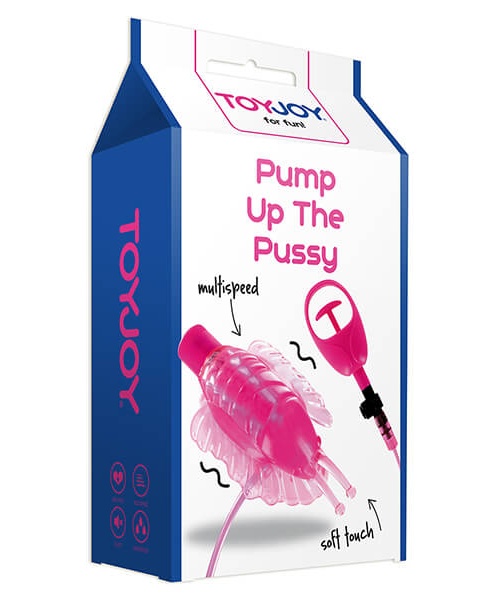 TOYJOY
for fun!
Pump
Up The
Pussy
multispeed
soft touch
TOYJOY